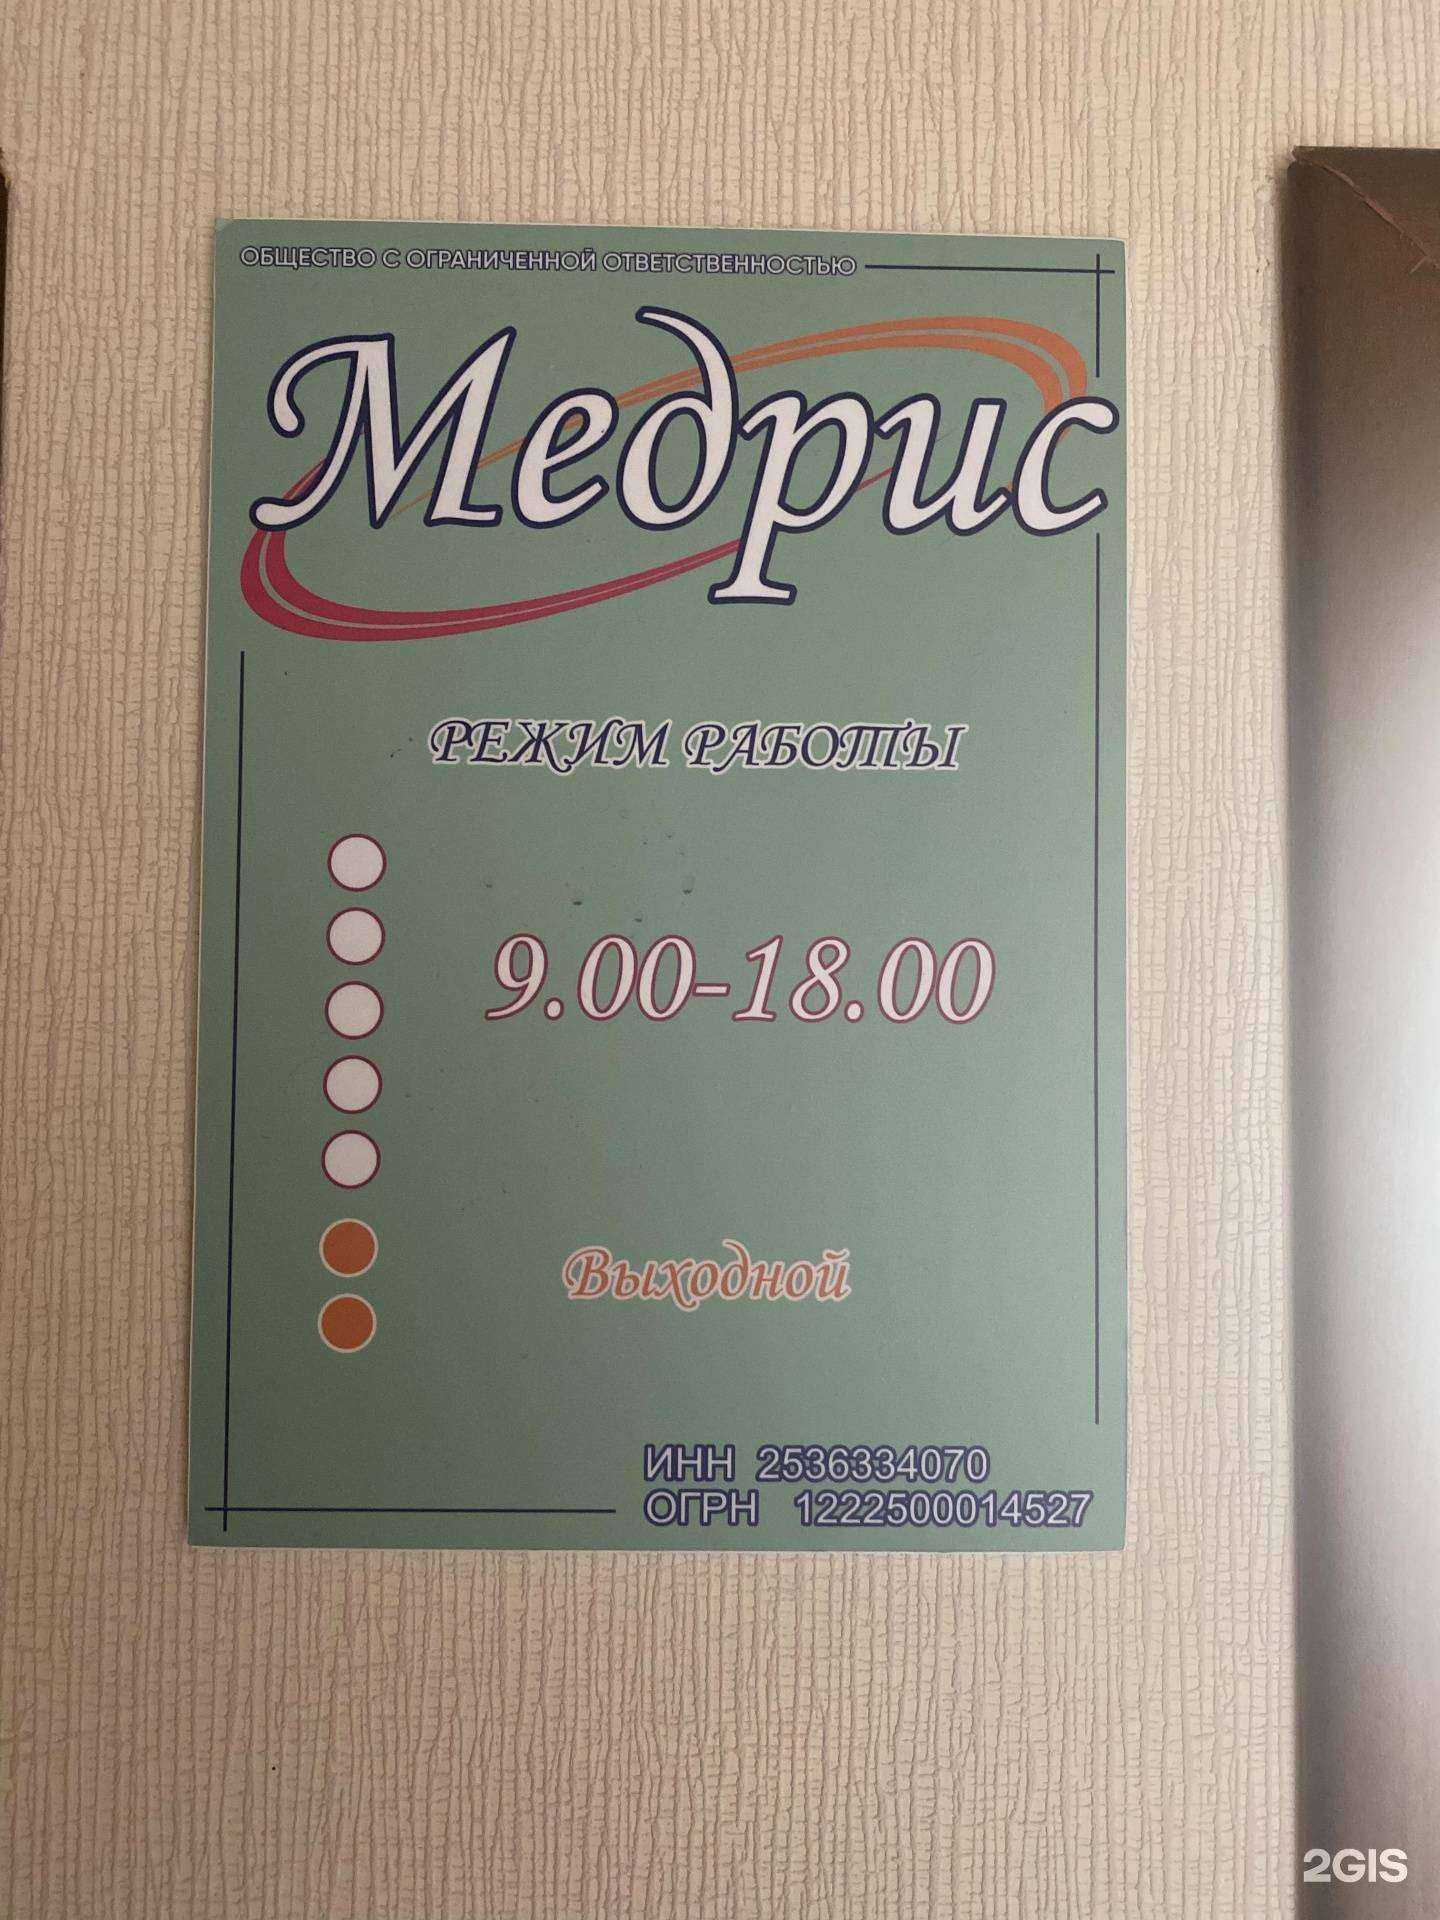 ОБЩЕСТВО С ОГРАНИЧЕННОЙ ОТВЕТСТВЕННОСТЬЮ
Медрис
РЕЖИМ РАБОТЫ
9.00-18.00
Выходной
ИНН 2536334070
ОГРН 1222500014527
2GIS